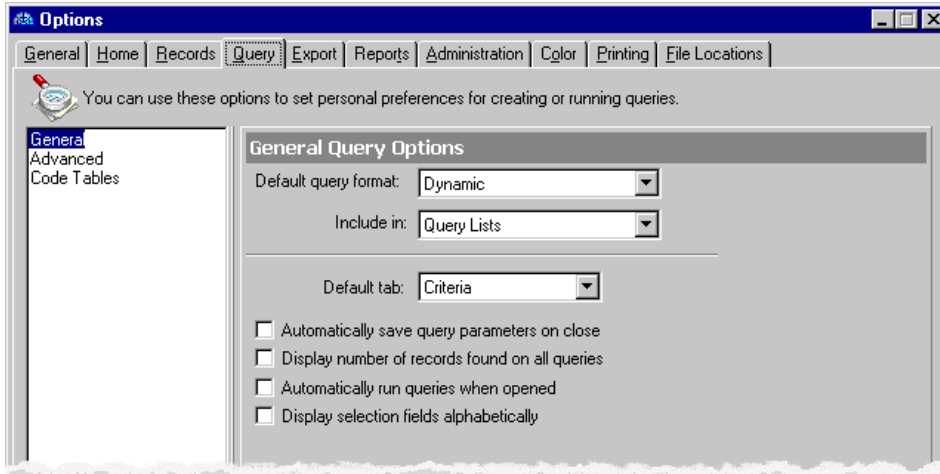 Options
General Home Records Query Export Reports Administration Color Printing File Locations
You can use these options to set personal preferences for creating or running queries.
General
Advanced
Code Tables
General Query Options
Default query format: Dynamic
Include in: Query Lists
Default tab: Criteria
Automatically save query parameters on close
Display number of records found on all queries
Automatically run queries when opened
Display selection fields alphabetically